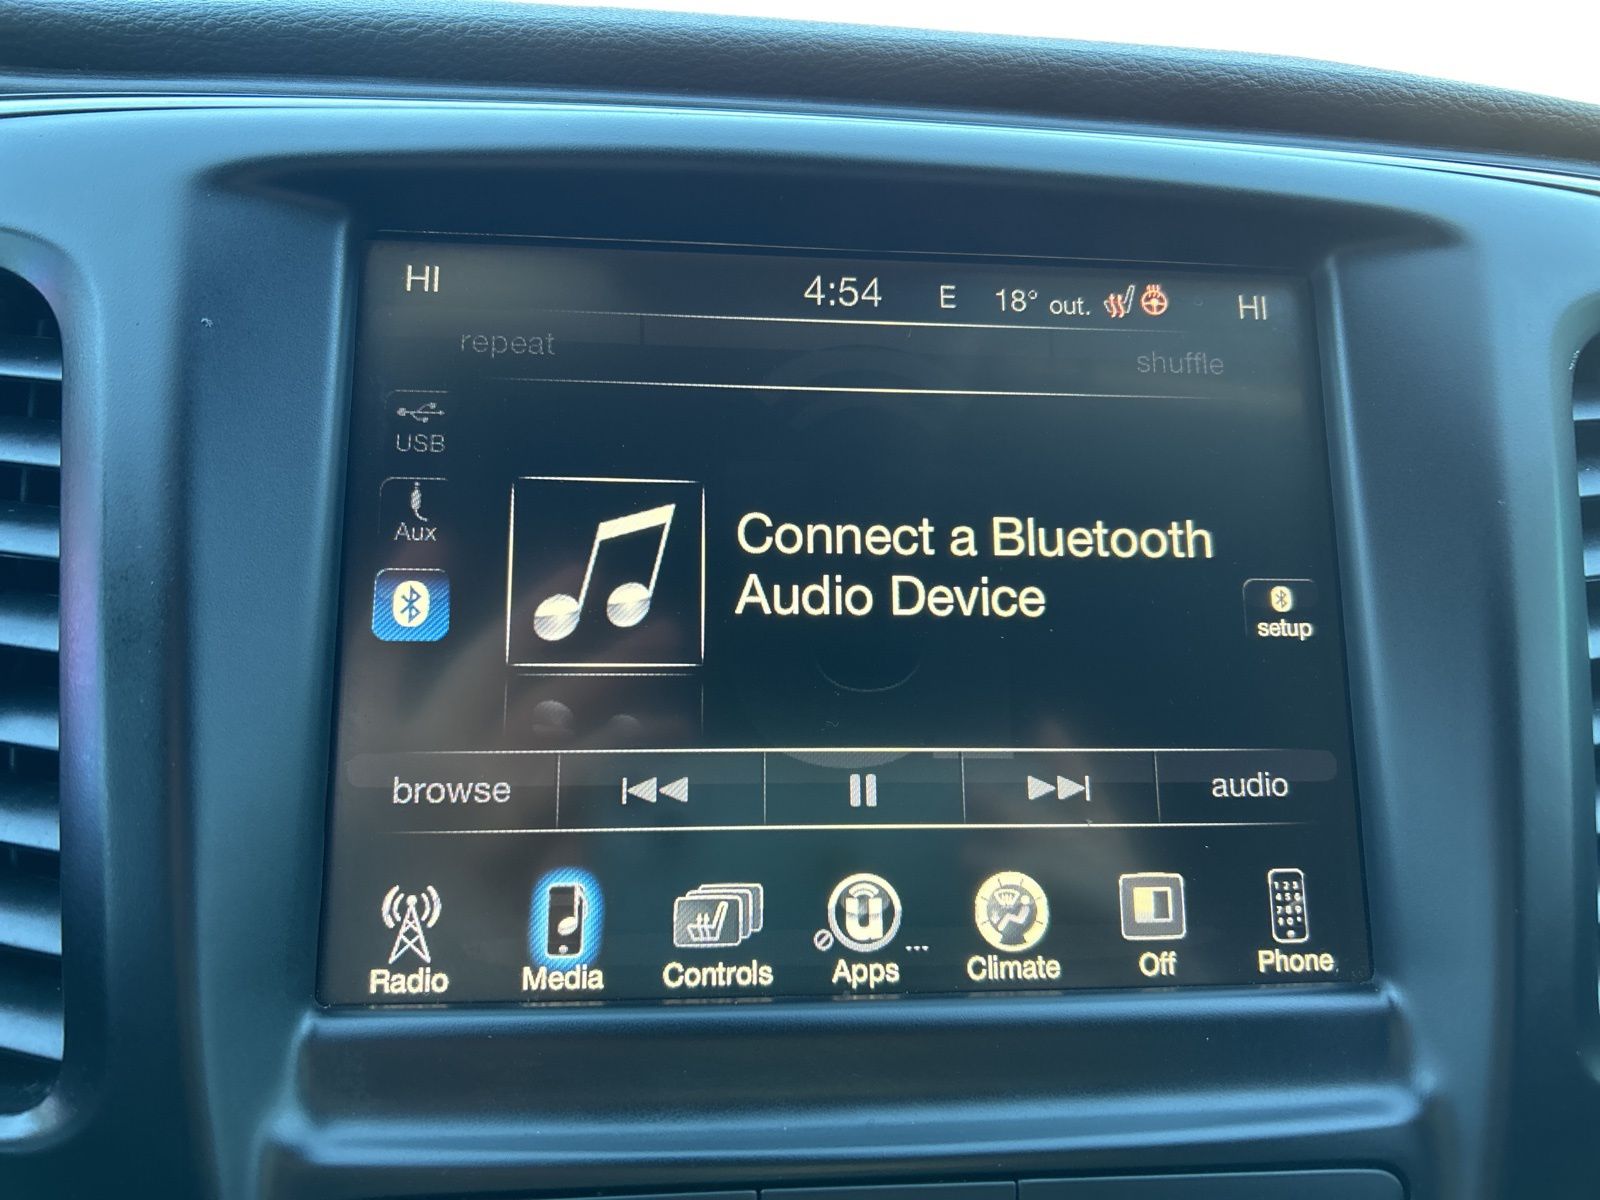 HI 4:54 E 18° out. HI
repeat shuffle
USB
Aux
Connect a Bluetooth
Audio Device
setup
browse audio
Radio Media Controls Apps Climate Off Phone